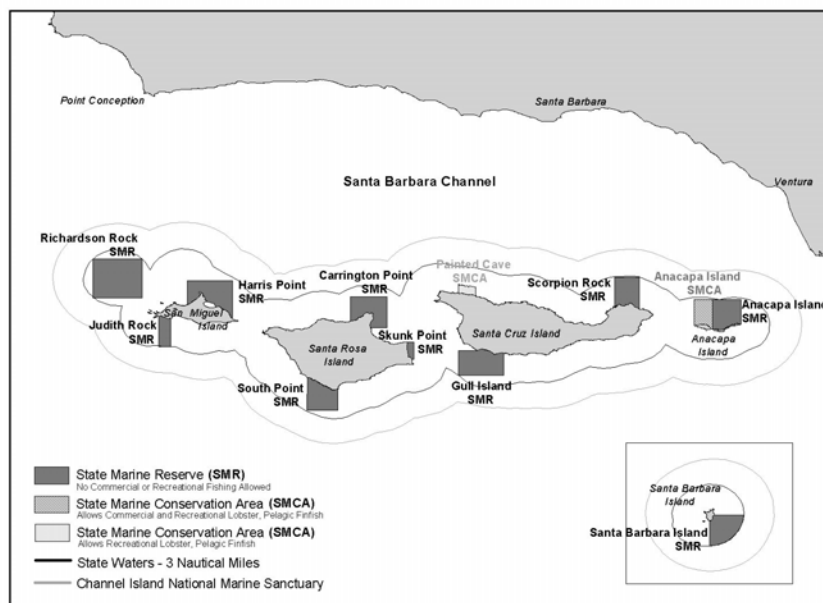 Point Conception
Santa Barbara
Ventura
Santa Barbara Channel
Richardson Rock
SMR
Harris Point
SMR
Carrington Point
SMR
Painted Cave
SMCA
Scorpion Rock
SMR
Anacapa Island
SMCA
Anacapa Island
SMR
Judith Rock
SMR
San Miguel
Island
Skunk Point
SMR
Santa Rosa
Island
Santa Cruz Island
Anacapa
Island
South Point
SMR
Gull Island
SMR
State Marine Reserve (SMR)
No Commercial or Recreational Fishing Allowed
State Marine Conservation Area (SMCA)
Allows Commercial and Recreational Lobster, Pelagic Finfish
State Marine Conservation Area (SMCA)
Allows Recreational Lobster, Pelagic Finfish
State Waters - 3 Nautical Miles
Channel Island National Marine Sanctuary
Santa Barbara
Island
Santa Barbara Island
SMR